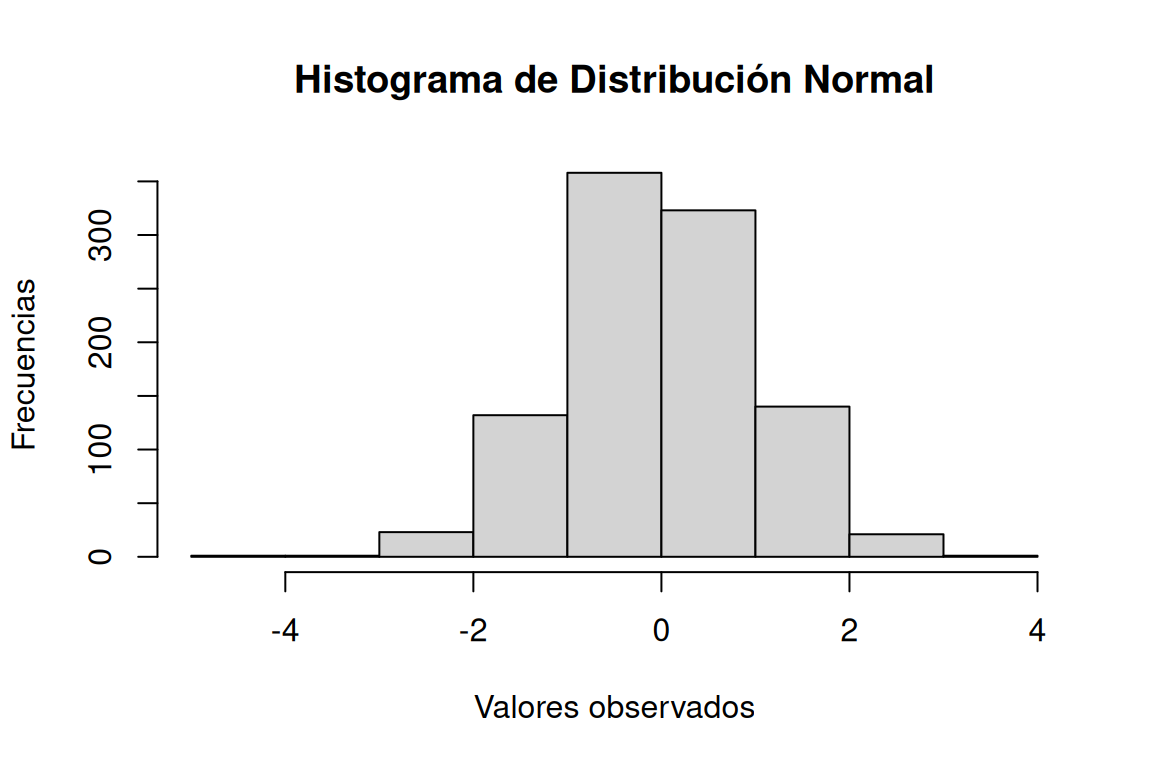 Histograma de Distribución Normal
Frecuencias
300
200
100
0
-4 -2 0 2 4
Valores observados